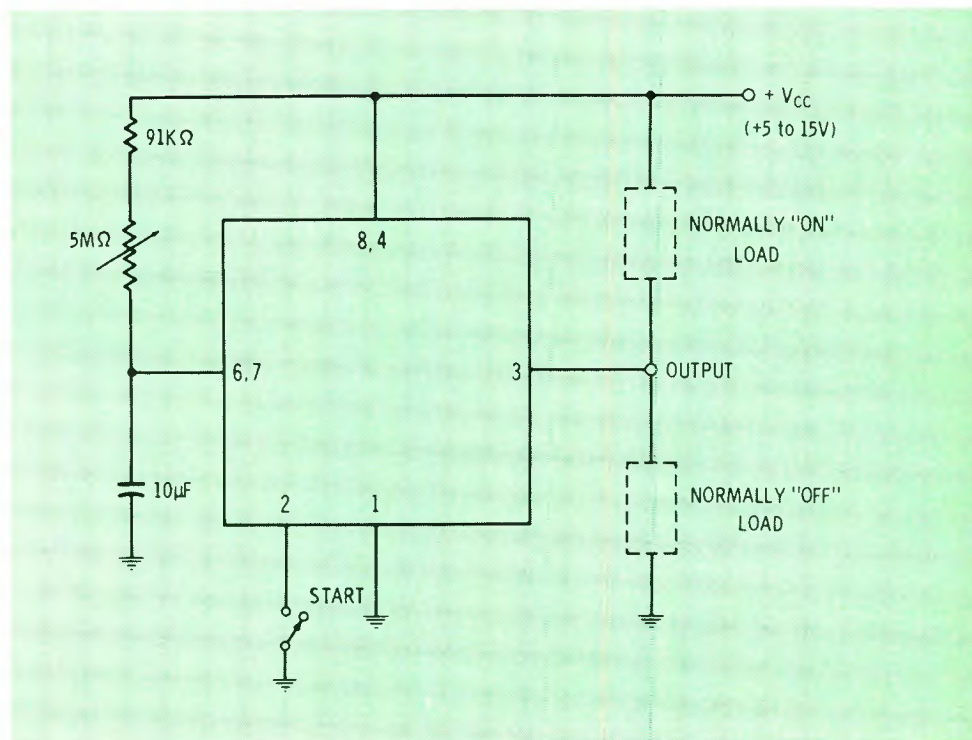 + VCC
(+5 to 15V)
91KΩ
NORMALLY "ON"
LOAD
8,4
5MΩ
6,7
3
OUTPUT
10µF
2
1
NORMALLY "OFF"
LOAD
START